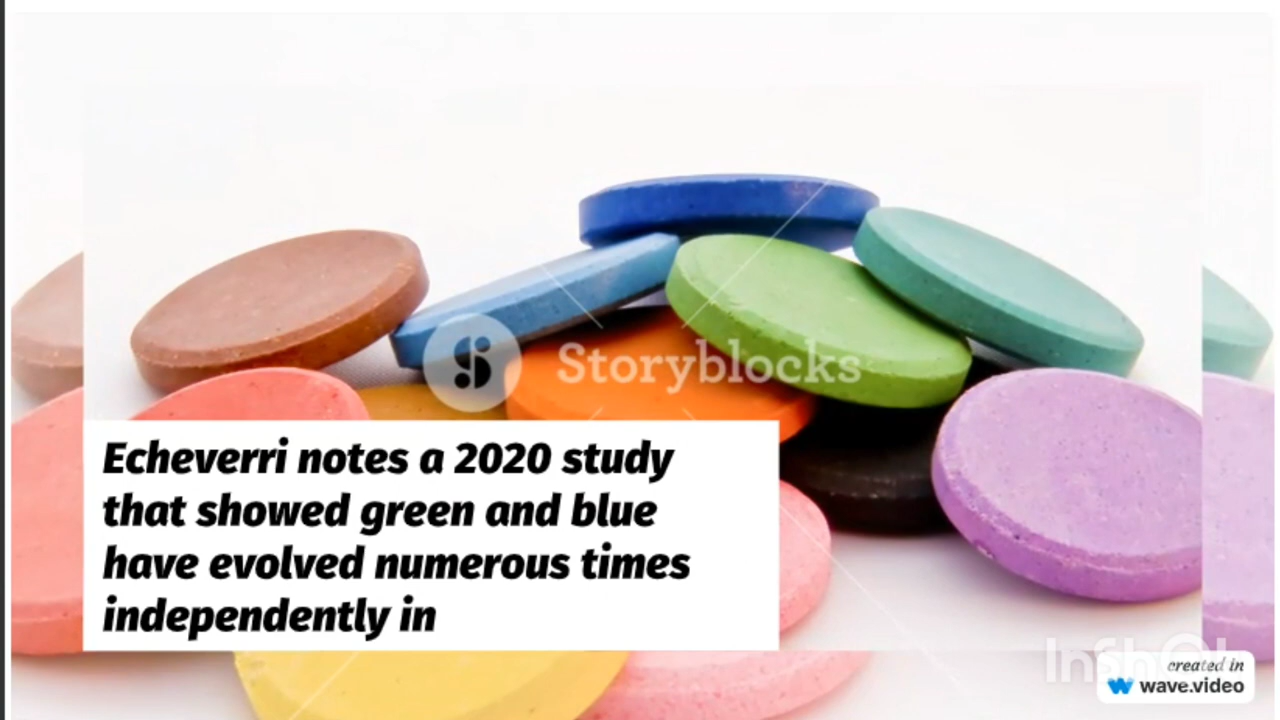 Storyblocks
Echeverri notes a 2020 study
that showed green and blue
have evolved numerous times
independently in
InShOt
created in
wave.video